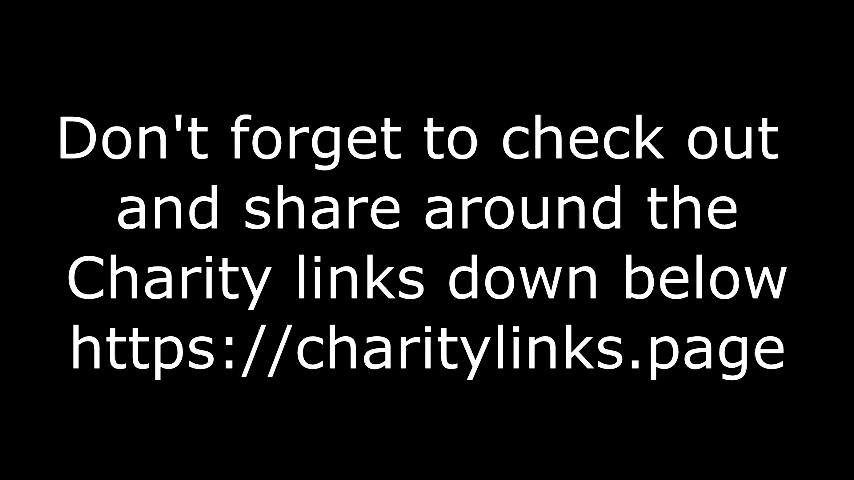 Don't forget to check out
and share around the
Charity links down below
https://charitylinks.page